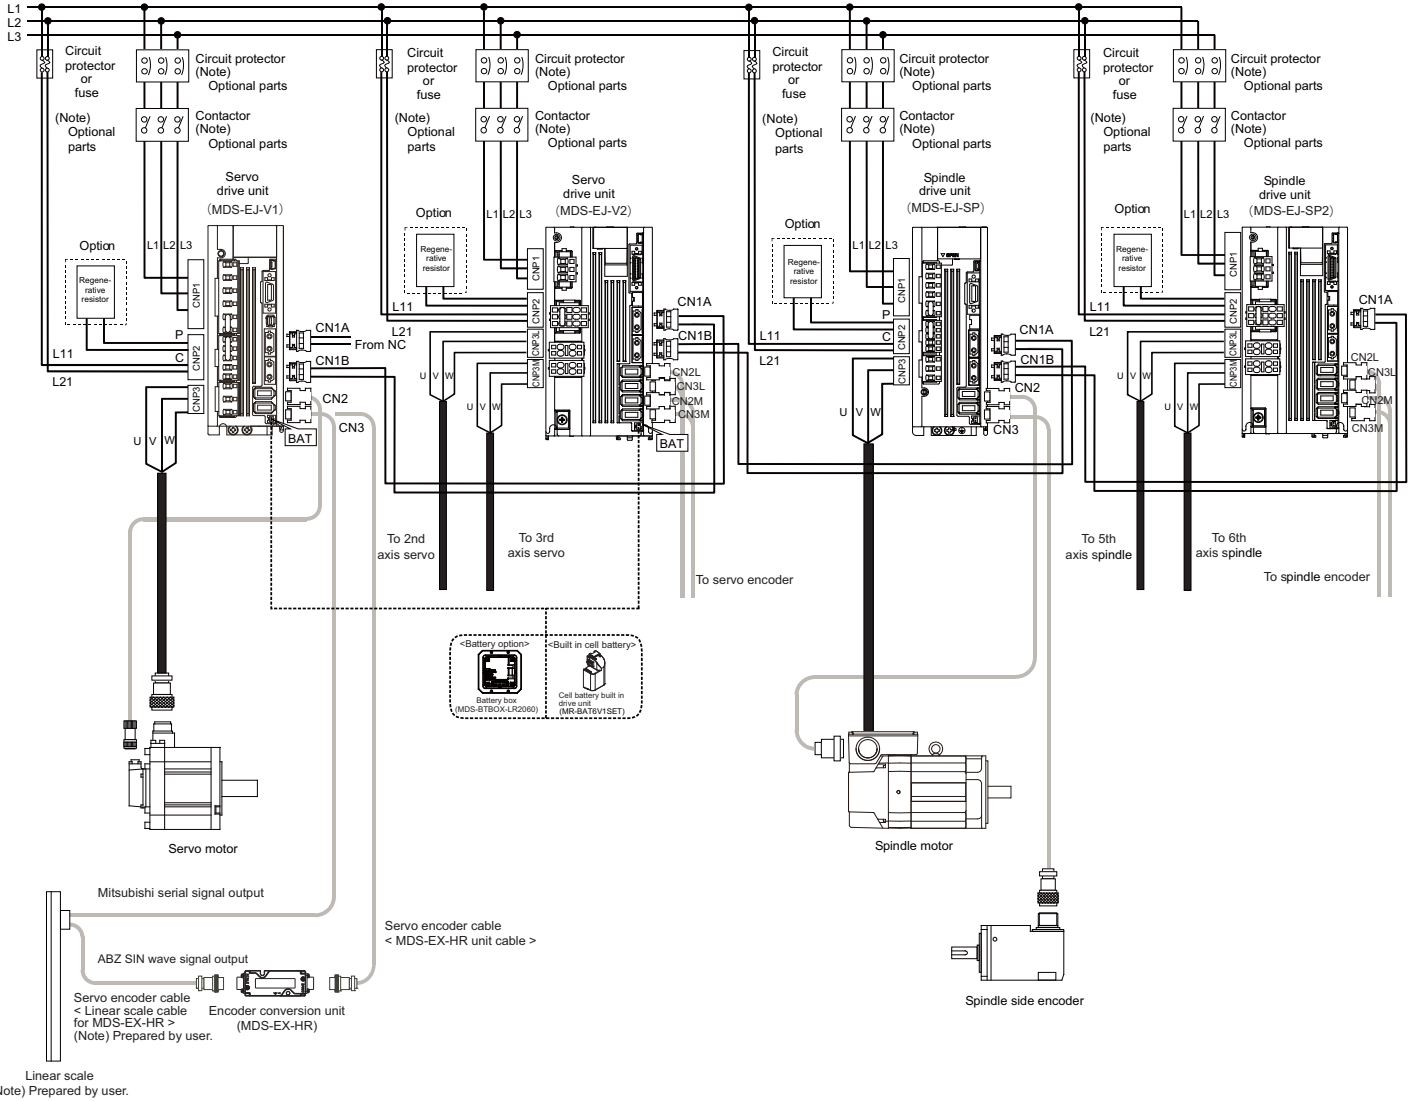 L1
L2
L3
Circuit
protector
or
fuse
(Note)
Optional
parts
Circuit protector
(Note)
Optional parts
Contactor
(Note)
Optional parts
Servo
drive unit
(MDS-EJ-V1)
Option
Regene-
rative
resistor
L1 L2 L3
CNP1
P
CNP2
C
L11
L21
CNP3
U V W
CN1A
From NC
CN1B
CN2
CN3
BAT
Circuit
protector
or
fuse
(Note)
Optional
parts
Circuit protector
(Note)
Optional parts
Contactor
(Note)
Optional parts
Servo
drive unit
(MDS-EJ-V2)
Option
Regene-
rative
resistor
L1 L2 L3
CNP1
CNP2
L11
L21
CNP3L
CNP3M
U V W
U V W
CN1A
CN1B
CN2L
CN3L
CN2M
CN3M
BAT
To 2nd
axis servo
To 3rd
axis servo
To servo encoder
Circuit
protector
or
fuse
(Note)
Optional
parts
Circuit protector
(Note)
Optional parts
Contactor
(Note)
Optional parts
Spindle
drive unit
(MDS-EJ-SP)
Option
Regene-
rative
resistor
L1 L2 L3
OPEN
CNP1
P
CNP2
C
L11
L21
CNP3
U V W
CN1A
CN1B
CN2
CN3
Circuit
protector
or
fuse
(Note)
Optional
parts
Circuit protector
(Note)
Optional parts
Contactor
(Note)
Optional parts
Spindle
drive unit
(MDS-EJ-SP2)
Option
Regene-
rative
resistor
L1 L2 L3
CNP1
CNP2
L11
L21
CNP3L
CNP3M
U V W
U V W
CN1A
CN2L
CN3L
CN2M
CN3M
To 5th
axis spindle
To 6th
axis spindle
To spindle encoder
<Battery option>
Battery box
(MDS-BTBOX-LR2060)
<Built in cell battery>
Cell battery built in
drive unit
(MR-BAT6V1SET)
Servo motor
Spindle motor
Mitsubishi serial signal output
Servo encoder cable
< MDS-EX-HR unit cable >
ABZ SIN wave signal output
Servo encoder cable
< Linear scale cable
for MDS-EX-HR >
(Note) Prepared by user.
Encoder conversion unit
(MDS-EX-HR)
Spindle side encoder
Linear scale
Note) Prepared by user.